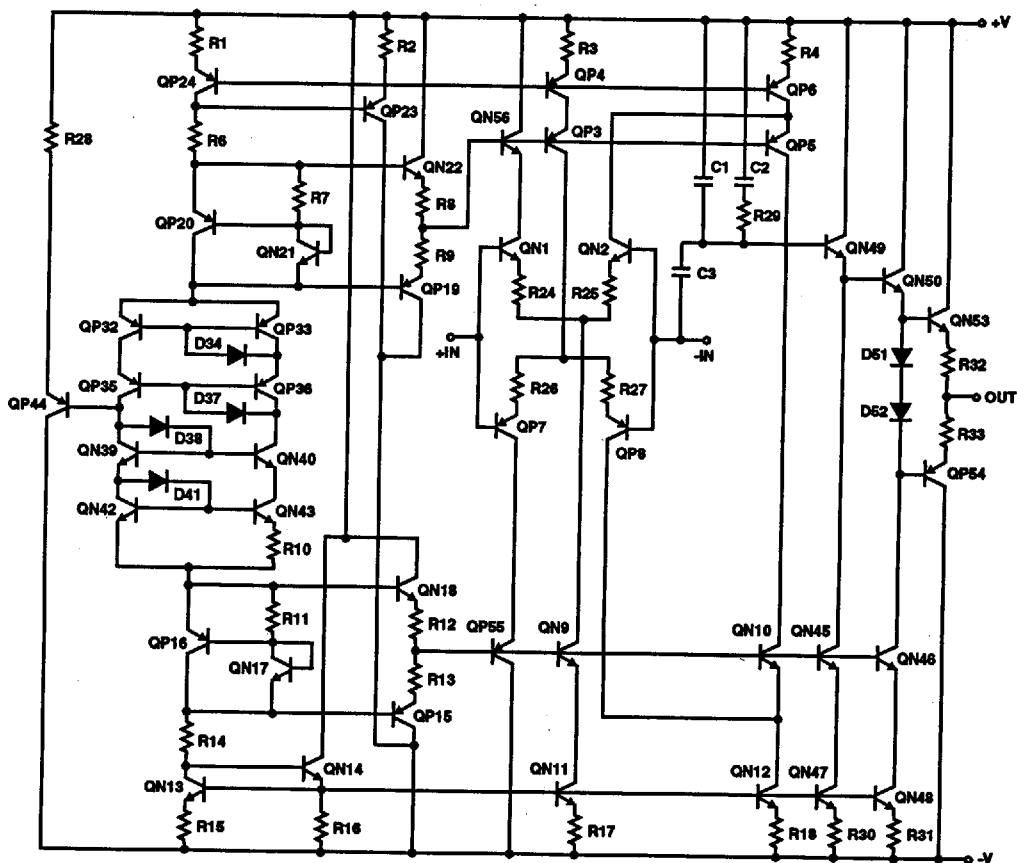 +V
R1
R2
R3
R4
QP24
QP4
QP6
QP23
QN56
QP3
R28
R6
QP5
QN22
C1
C2
R7
R8
R29
QP20
QN21
R9
QN1
QN2
QN49
C3
QP19
R24
R25
QN50
QP32
QP33
QN53
+IN
-IN
D34
D51
R32
QP35
QP36
R26
R27
D37
OUT
QP44
D52
D38
QP7
R33
QN39
QN40
QP8
QP54
D41
QN42
QN43
R10
QN18
R11
R12
QP55
QN9
QN10
QN45
QP16
QN46
QN17
R13
QP15
R14
QN14
QN11
QN12
QN47
QN13
QN48
R15
R16
R17
R18
R30
R31
-V